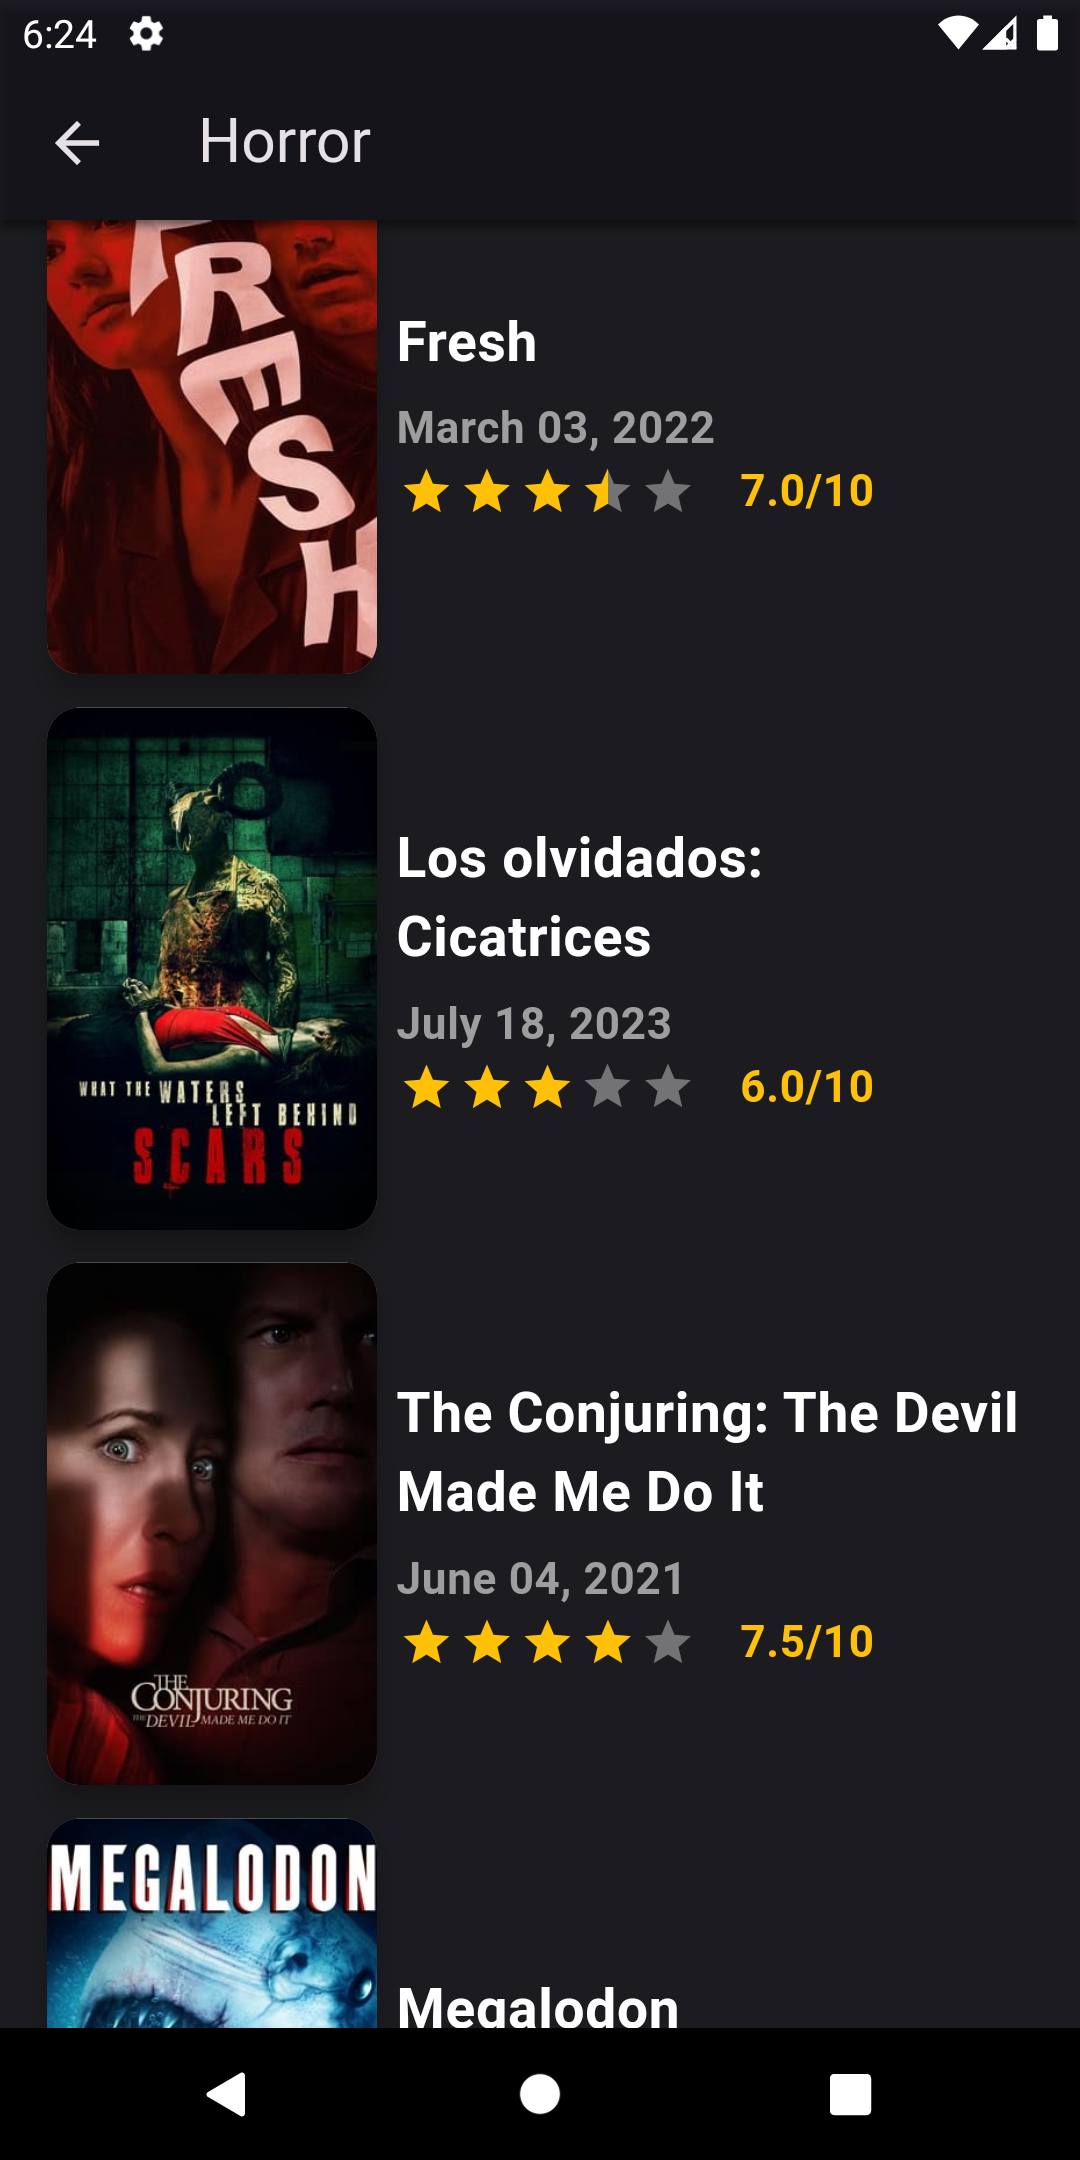 6:24
Horror
FRESH
Fresh
March 03, 2022
7.0/10
Los olvidados:
Cicatrices
July 18, 2023
6.0/10
WHAT THE WATERS
LEFT BEHIND
SCARS
The Conjuring: The Devil
Made Me Do It
June 04, 2021
7.5/10
THE
CONJURING
THE DEVIL MADE ME DO IT
MEGALODON
Megalodon